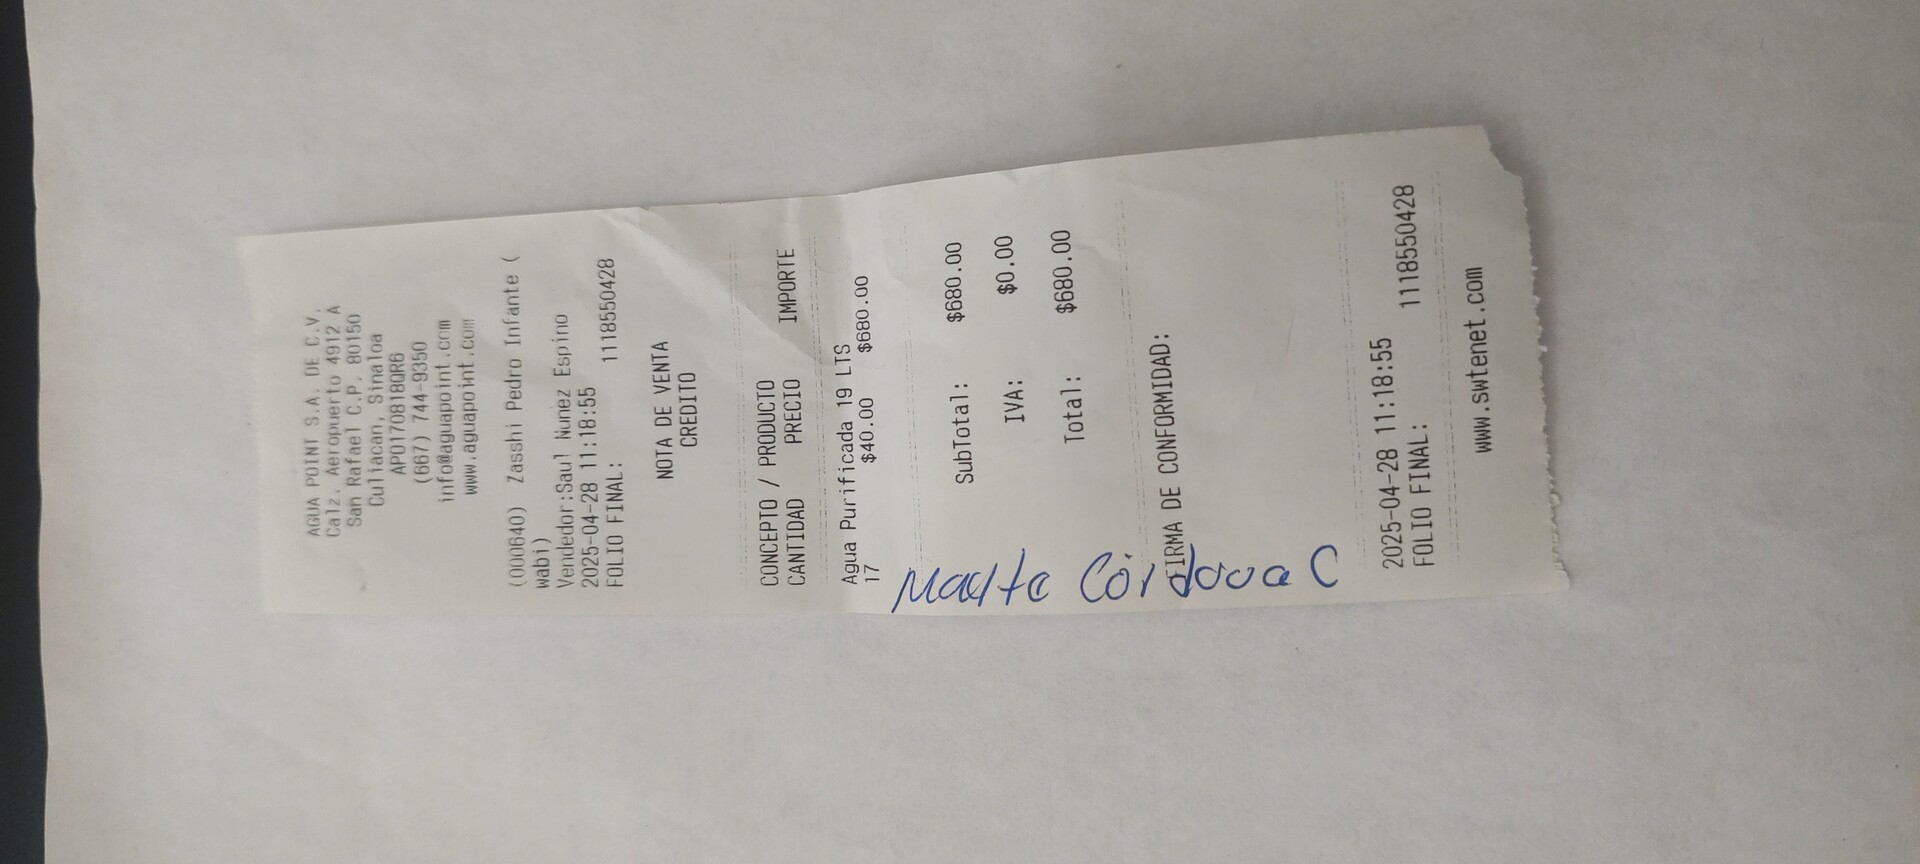 AGUA POINT S.A. DE C.V.
Calz. Aeropuerto 4912 A
San Rafael C.P. 80150
Culiacan, Sinaloa
APO170818QR6
(667) 744-9350
info@aguapoint.com
www.aguapoint.com
(000640) Zasshi Pedro Infante (
wabi)
Vendedor:Saul Nunez Espino
2025-04-28 11:18:55
FOLIO FINAL: 1118550428
NOTA DE VENTA
CREDITO
CONCEPTO / PRODUCTO
CANTIDAD PRECIO IMPORTE
Agua Purificada 19 LTS
17 $40.00 $680.00
SubTotal: $680.00
IVA: $0.00
Total: $680.00
FIRMA DE CONFORMIDAD:
Córdova C
2025-04-28 11:18:55
FOLIO FINAL: 1118550428
www.swtenet.com